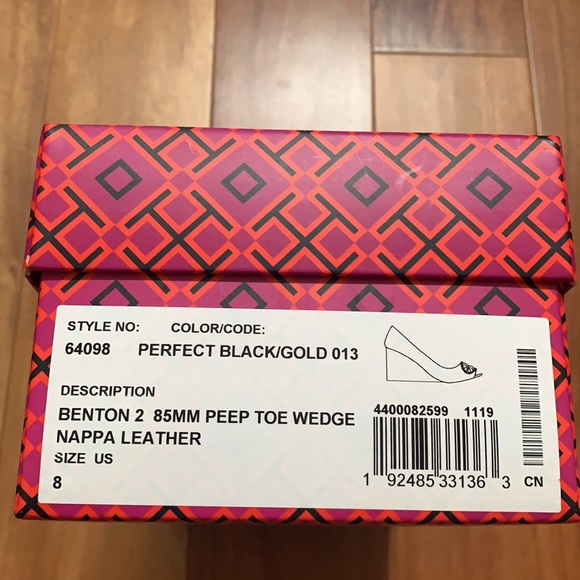 STYLE NO: COLOR/CODE:
64098 PERFECT BLACK/GOLD 013
DESCRIPTION
BENTON 2 85MM PEEP TOE WEDGE
NAPPA LEATHER
SIZE US
8
4400082599 1119
1 92485 33136 3 CN